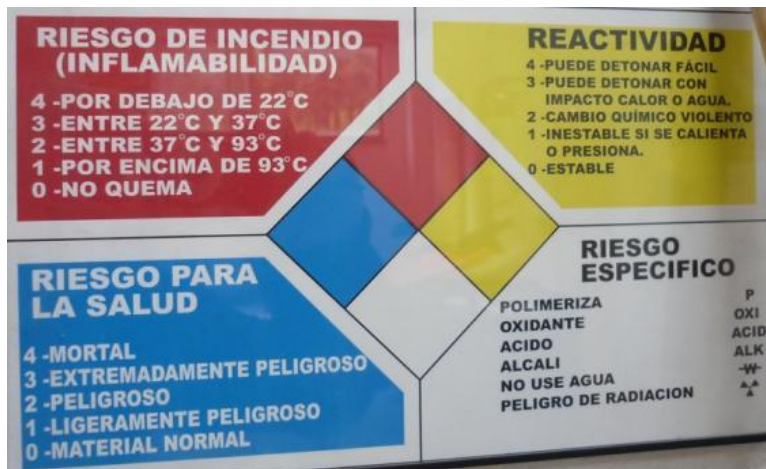 RIESGO DE INCENDIO
(INFLAMABILIDAD)
4 -POR DEBAJO DE 22°C
3 -ENTRE 22°C Y 37°C
2 -ENTRE 37°C Y 93°C
1 -POR ENCIMA DE 93°C
0 -NO QUEMA
REACTIVIDAD
4 -PUEDE DETONAR FÁCIL
3 -PUEDE DETONAR CON
IMPACTO CALOR O AGUA.
2 -CAMBIO QUÍMICO VIOLENTO
1 -INESTABLE SI SE CALIENTA
O PRESIONA.
0 -ESTABLE
RIESGO PARA
LA SALUD
4 -MORTAL
3 -EXTREMADAMENTE PELIGROSO
2 -PELIGROSO
1 -LIGERAMENTE PELIGROSO
0 -MATERIAL NORMAL
RIESGO
ESPECIFICO
POLIMERIZA P
OXIDANTE OXI
ACIDO ACID
ALCALI ALK
NO USE AGUA W
PELIGRO DE RADIACION